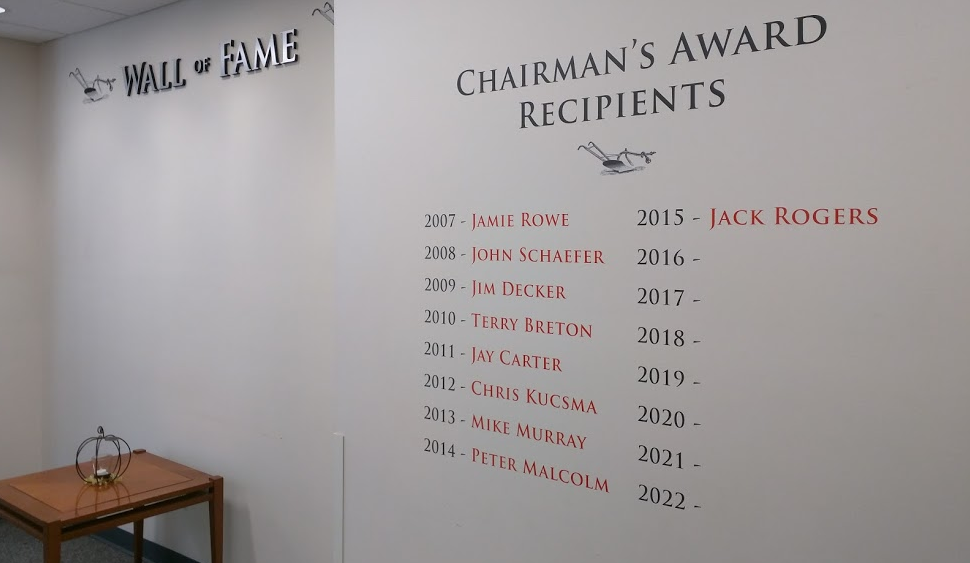 WALL OF FAME
CHAIRMAN'S AWARD
RECIPIENTS
2007 - JAMIE ROWE
2008 - JOHN SCHAEFER
2009 - JIM DECKER
2010 - TERRY BRETON
2011 - JAY CARTER
2012 - CHRIS KUCSMA
2013 - MIKE MURRAY
2014 - PETER MALCOLM
2015 - JACK ROGERS
2016 -
2017 -
2018 -
2019 -
2020 -
2021 -
2022 -